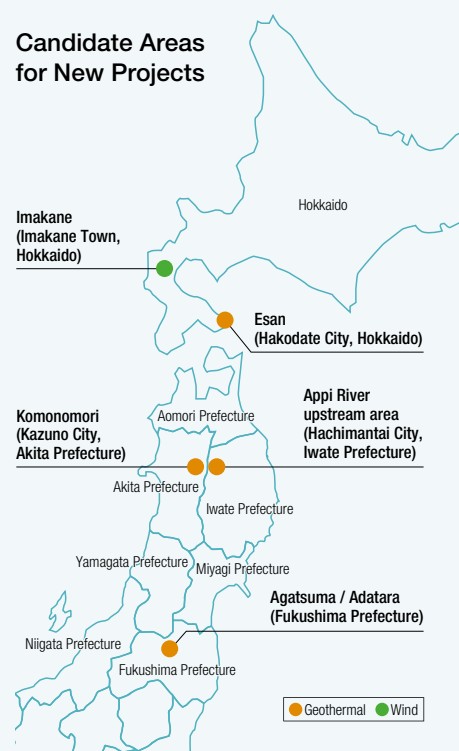 Candidate Areas
for New Projects
Hokkaido
Imakane
(Imakane Town,
Hokkaido)
Esan
(Hakodate City, Hokkaido)
Appi River
upstream area
(Hachimantai City,
Iwate Prefecture)
Komonomori
(Kazuno City,
Akita Prefecture)
Aomori Prefecture
Akita Prefecture
Iwate Prefecture
Yamagata Prefecture
Miyagi Prefecture
Agatsuma / Adatara
(Fukushima Prefecture)
Niigata Prefecture
Fukushima Prefecture
Geothermal
Wind